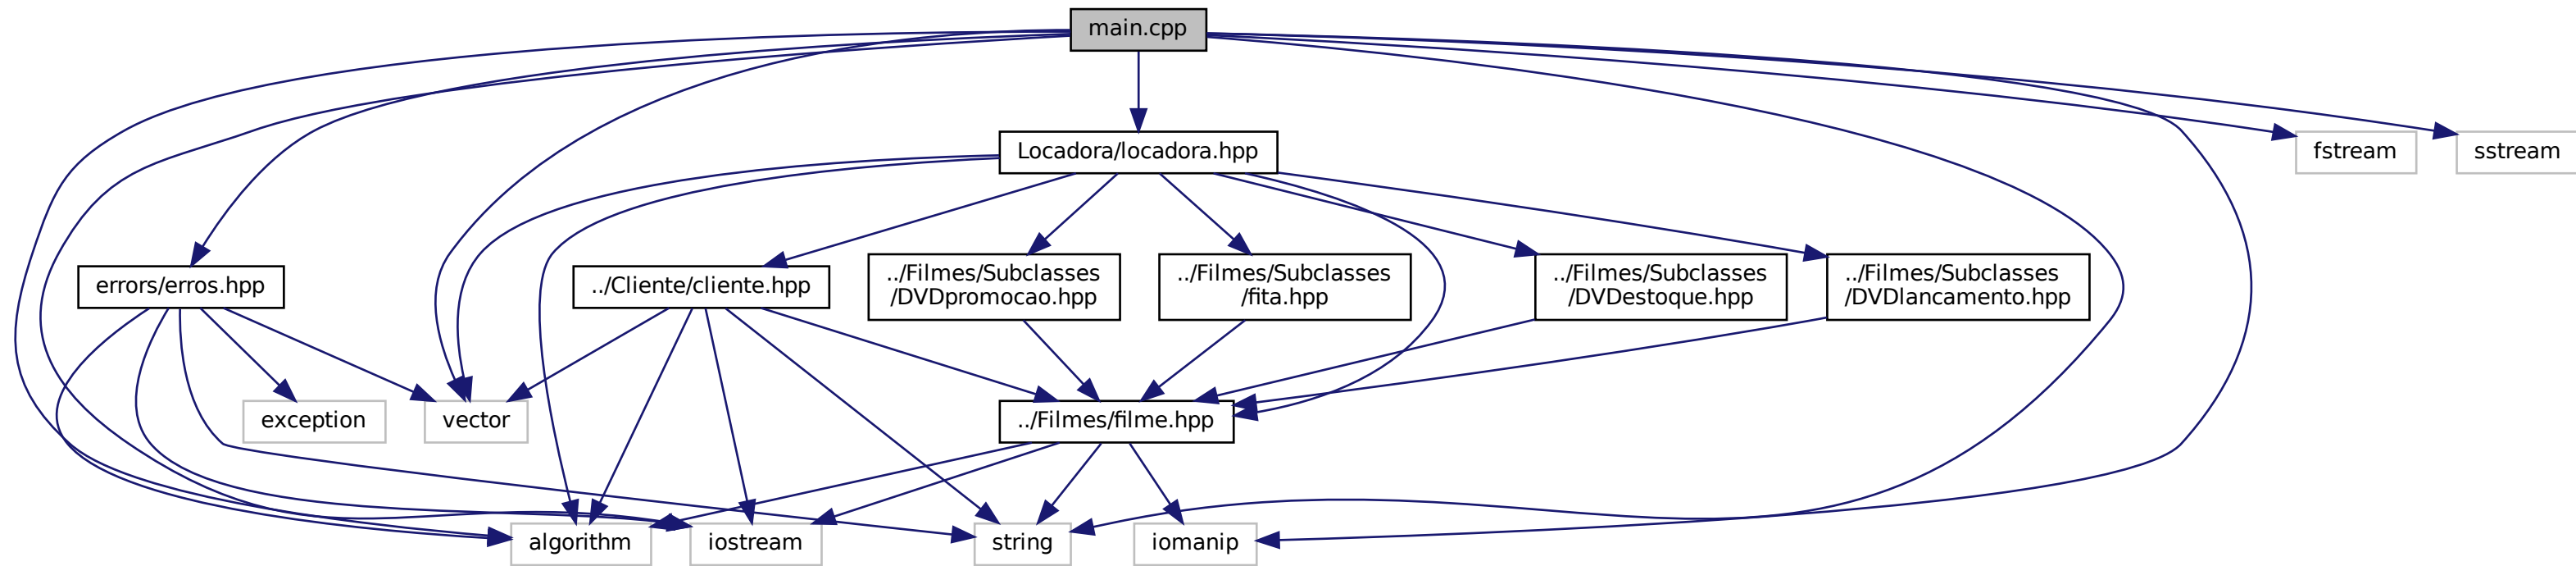 main.cpp
Locadora/locadora.hpp
fstream
sstream
errors/erros.hpp
../Cliente/cliente.hpp
../Filmes/Subclasses
/DVDpromocao.hpp
../Filmes/Subclasses
/fita.hpp
../Filmes/Subclasses
/DVDestoque.hpp
../Filmes/Subclasses
/DVDlancamento.hpp
exception
vector
../Filmes/filme.hpp
algorithm
iostream
string
iomanip